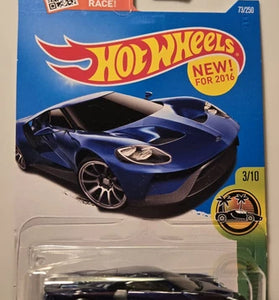 RACE!
73/250
HOT WHEELS
NEW!
FOR 2016
3/10